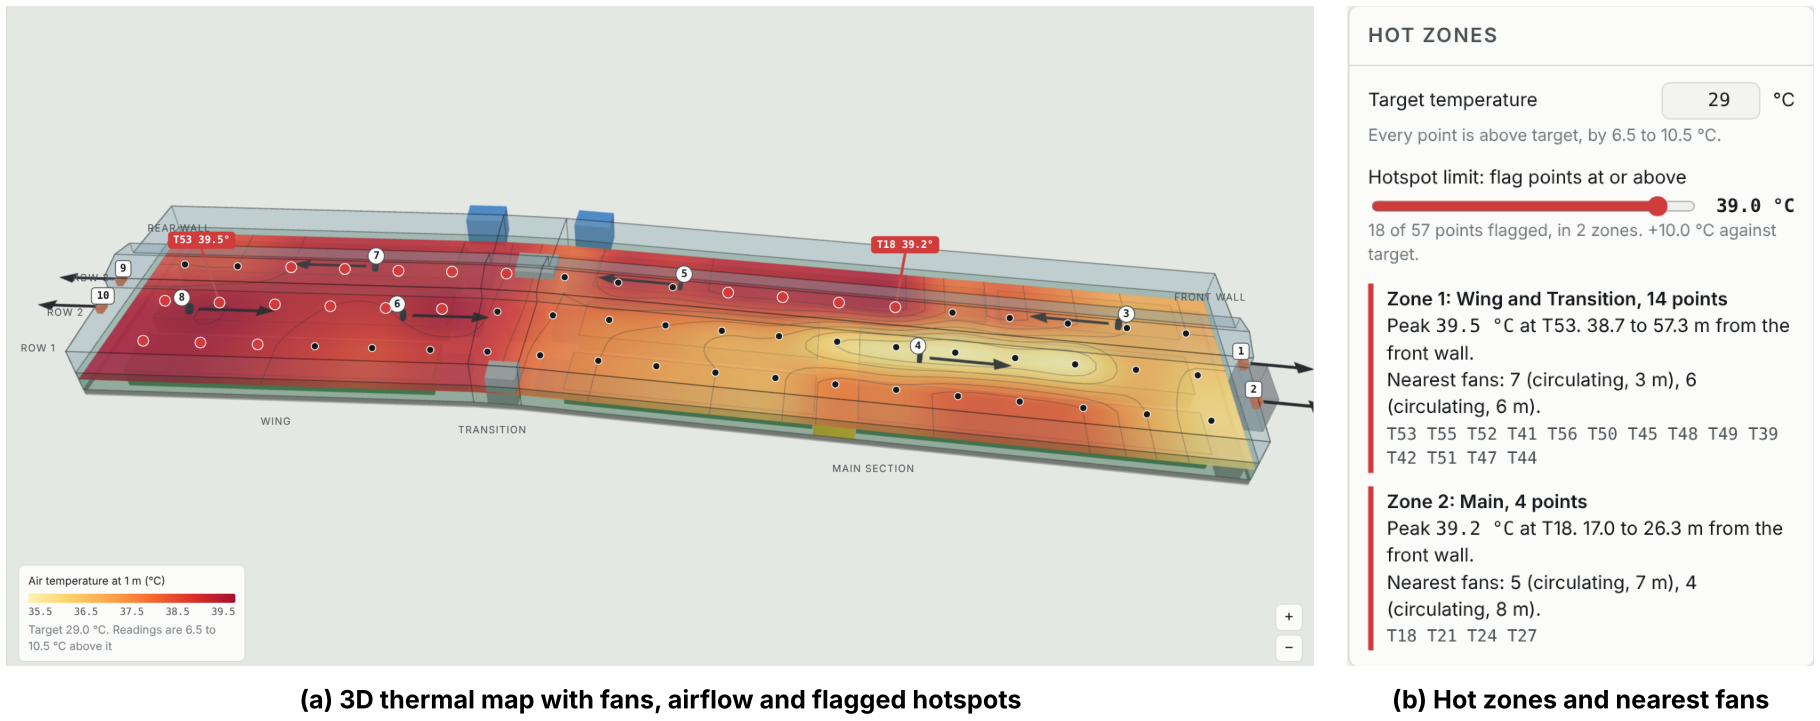 REAR WALL
T53 39.5°
T18 39.2°
7
9
5
ROW 3
10
8
6
FRONT WALL
3
ROW 2
ROW 1
4
1
2
WING
TRANSITION
MAIN SECTION
Air temperature at 1 m (°C)
35.5 36.5 37.5 38.5 39.5
Target 29.0 °C. Readings are 6.5 to
10.5 °C above it
+
−
(a) 3D thermal map with fans, airflow and flagged hotspots
HOT ZONES
Target temperature 29 °C
Every point is above target, by 6.5 to 10.5 °C.
Hotspot limit: flag points at or above
39.0 °C
18 of 57 points flagged, in 2 zones. +10.0 °C against
target.
Zone 1: Wing and Transition, 14 points
Peak 39.5 °C at T53. 38.7 to 57.3 m from the
front wall.
Nearest fans: 7 (circulating, 3 m), 6
(circulating, 6 m).
T53 T55 T52 T41 T56 T50 T45 T48 T49 T39
T42 T51 T47 T44
Zone 2: Main, 4 points
Peak 39.2 °C at T18. 17.0 to 26.3 m from the
front wall.
Nearest fans: 5 (circulating, 7 m), 4
(circulating, 8 m).
T18 T21 T24 T27
(b) Hot zones and nearest fans